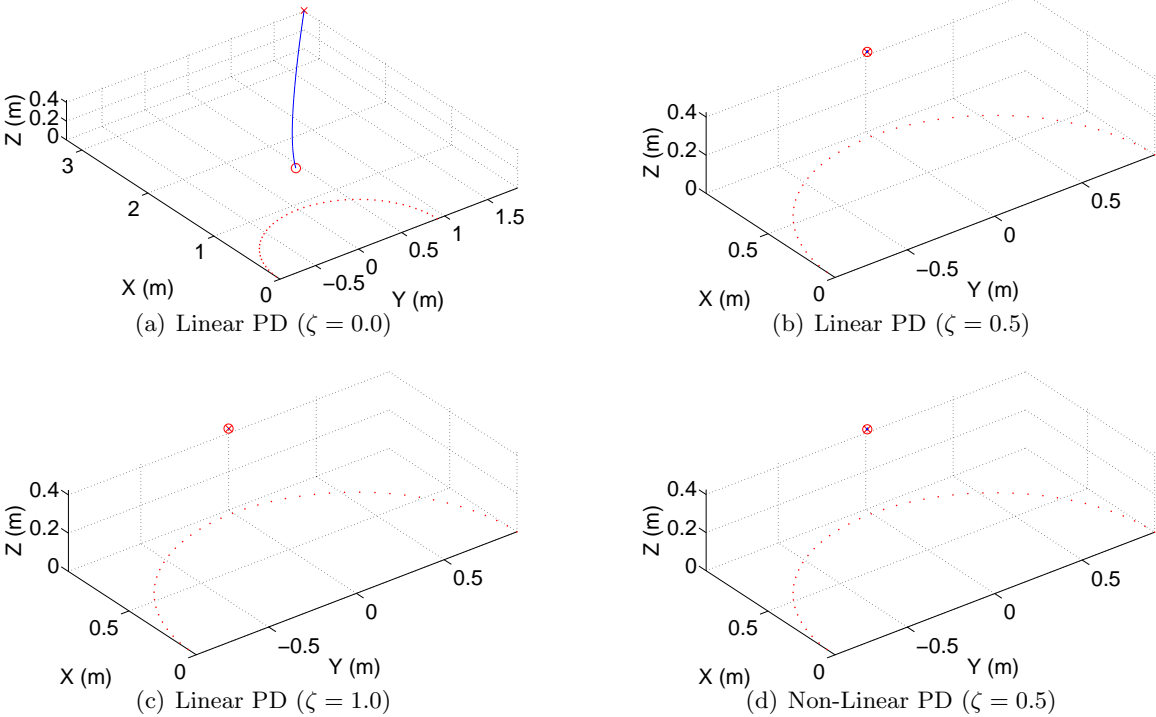 0.4
0.2
0
Z (m)
3
2
1
0
X (m)
−0.5
0
0.5
1
1.5
Y (m)
(a) Linear PD (ζ = 0.0)
0.4
0.2
0
Z (m)
0.5
0
X (m)
−0.5
0
0.5
Y (m)
(b) Linear PD (ζ = 0.5)
0.4
0.2
0
Z (m)
0.5
0
X (m)
−0.5
0
0.5
Y (m)
(c) Linear PD (ζ = 1.0)
0.4
0.2
0
Z (m)
0.5
0
X (m)
−0.5
0
0.5
Y (m)
(d) Non-Linear PD (ζ = 0.5)